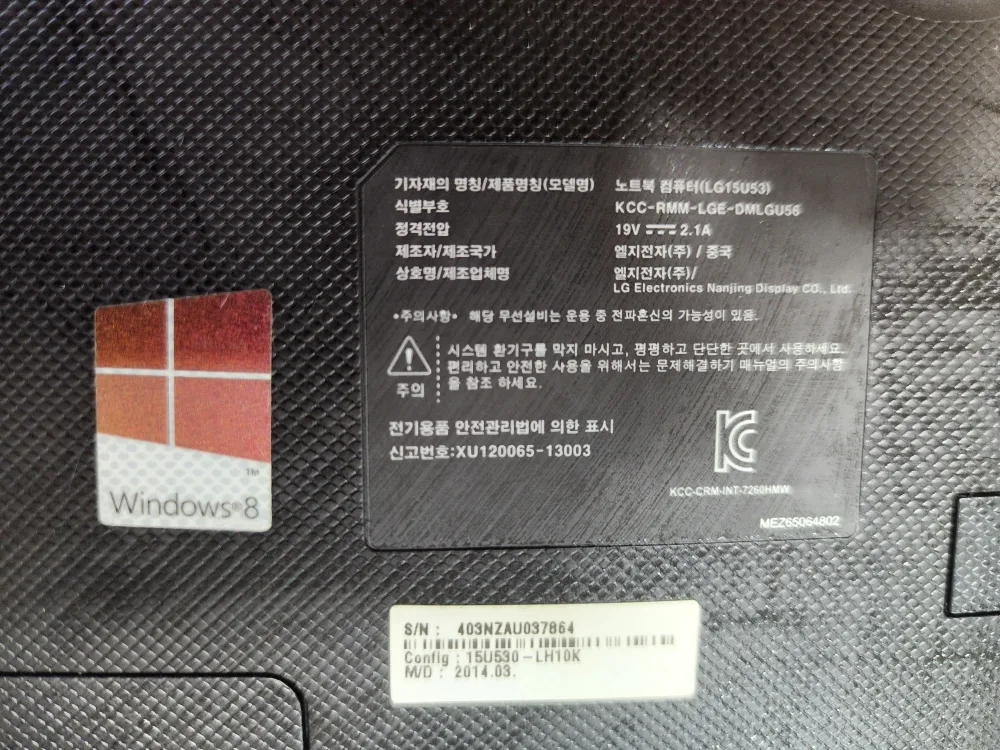 기자재의 명칭/제품명칭(모델명) 노트북 컴퓨터(LG15U53)
식별부호 KCC-RMM-LGE-DMLGU56
정격전압 19V 2.1A
제조자/제조국가 엘지전자(주) / 중국
상호명/제조업체명 엘지전자(주)/
LG Electronics Nanjing Display CO., Ltd.
•주의사항• 해당 무선설비는 운용 중 전파혼신의 가능성이 있음.
시스템 환기구를 막지 마시고, 평평하고 단단한 곳에서 사용하세요.
편리하고 안전한 사용을 위해서는 문제해결하기 매뉴얼의 주의사항
을 참조 하세요.
주의
전기용품 안전관리법에 의한 표시
신고번호:XU120065-13003
KCC-CRM-INT-7260HMW
MEZ65064802
TM
Windows®8
S/N : 403NZAU037864
Config : 15U530-LH10K
M/D : 2014.03.